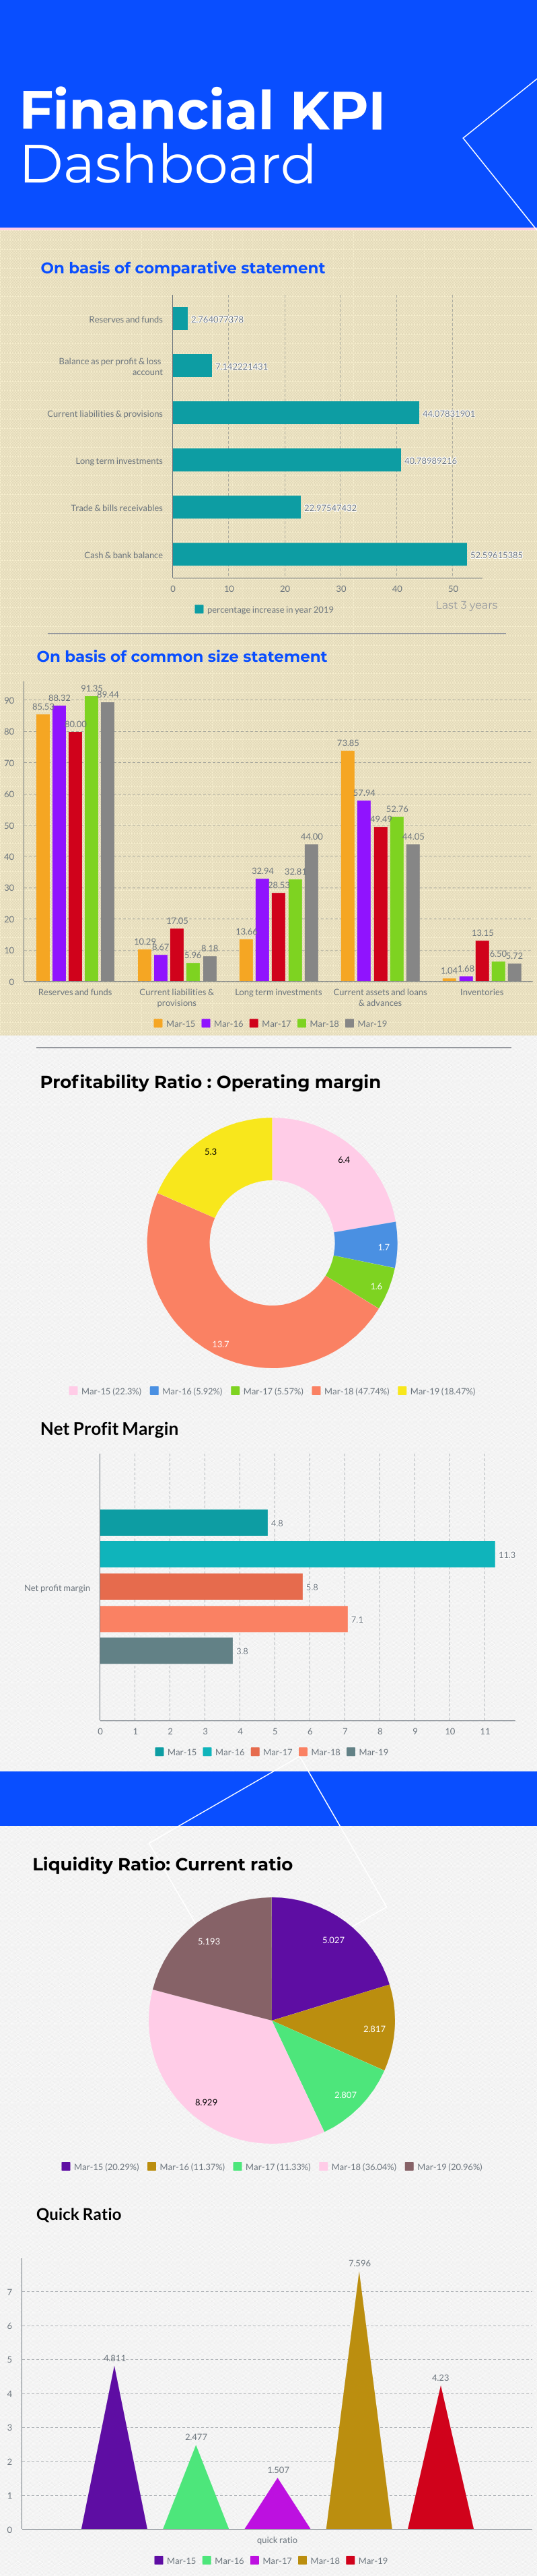 Financial KPI
Dashboard
On basis of comparative statement
Reserves and funds
2.764077378
Balance as per profit & loss
account
7.142221431
Current liabilities & provisions
44.07831901
Long term investments
40.78989216
Trade & bills receivables
22.97547432
Cash & bank balance
52.59615385
0 10 20 30 40 50
percentage increase in year 2019
Last 3 years
On basis of common size statement
90
80
70
60
50
40
30
20
10
0
85.53 88.32 80.00 91.35 89.44
10.29 8.67 17.05 5.96 8.18
13.66 32.94 28.53 32.81 44.00
73.85 57.94 49.49 52.76 44.05
1.04 1.68 13.15 6.50 5.72
Reserves and funds
Current liabilities &
provisions
Long term investments
Current assets and loans
& advances
Inventories
Mar-15 Mar-16 Mar-17 Mar-18 Mar-19
Profitability Ratio : Operating margin
5.3
6.4
1.7
1.6
13.7
Mar-15 (22.3%) Mar-16 (5.92%) Mar-17 (5.57%) Mar-18 (47.74%) Mar-19 (18.47%)
Net Profit Margin
4.8
11.3
Net profit margin
5.8
7.1
3.8
0 1 2 3 4 5 6 7 8 9 10 11
Mar-15 Mar-16 Mar-17 Mar-18 Mar-19
Liquidity Ratio: Current ratio
5.193
5.027
2.817
2.807
8.929
Mar-15 (20.29%) Mar-16 (11.37%) Mar-17 (11.33%) Mar-18 (36.04%) Mar-19 (20.96%)
Quick Ratio
7
6
5
4
3
2
1
0
4.811
2.477
1.507
7.596
4.23
quick ratio
Mar-15 Mar-16 Mar-17 Mar-18 Mar-19